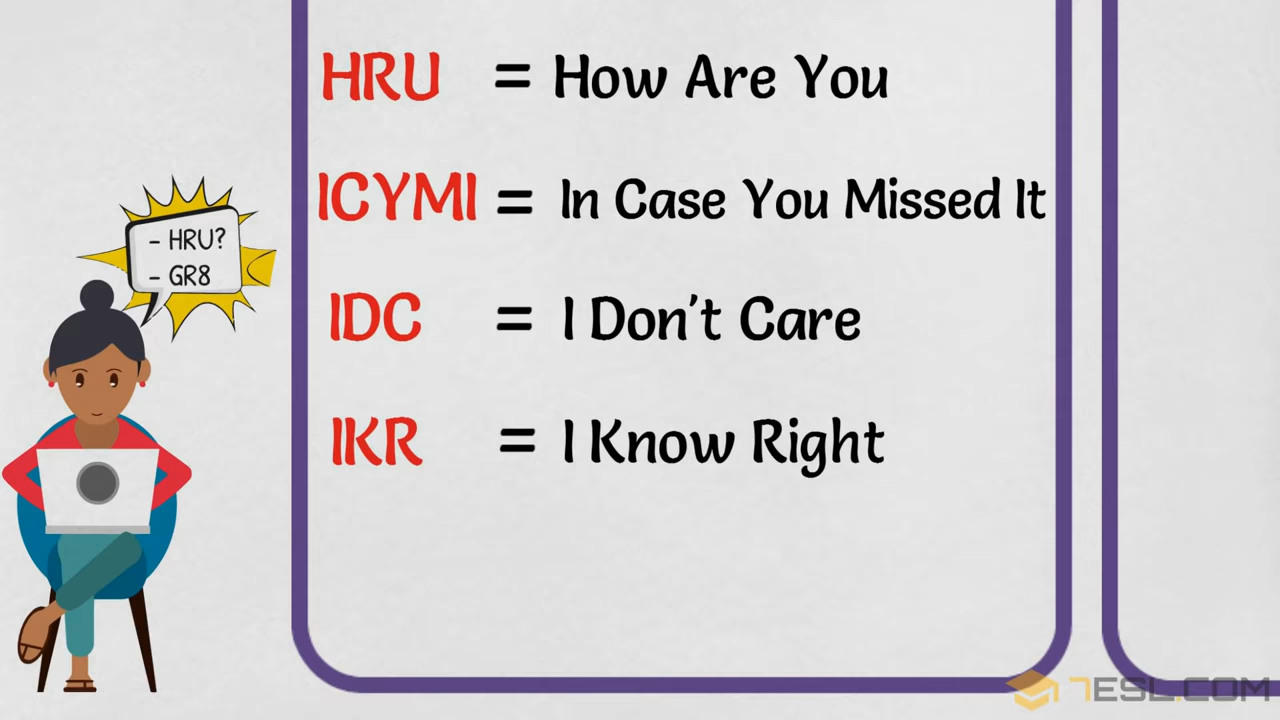 HRU = How Are You
ICYMI = In Case You Missed It
- HRU?
- GR8
IDC = I Don't Care
IKR = I Know Right
7ESL.COM